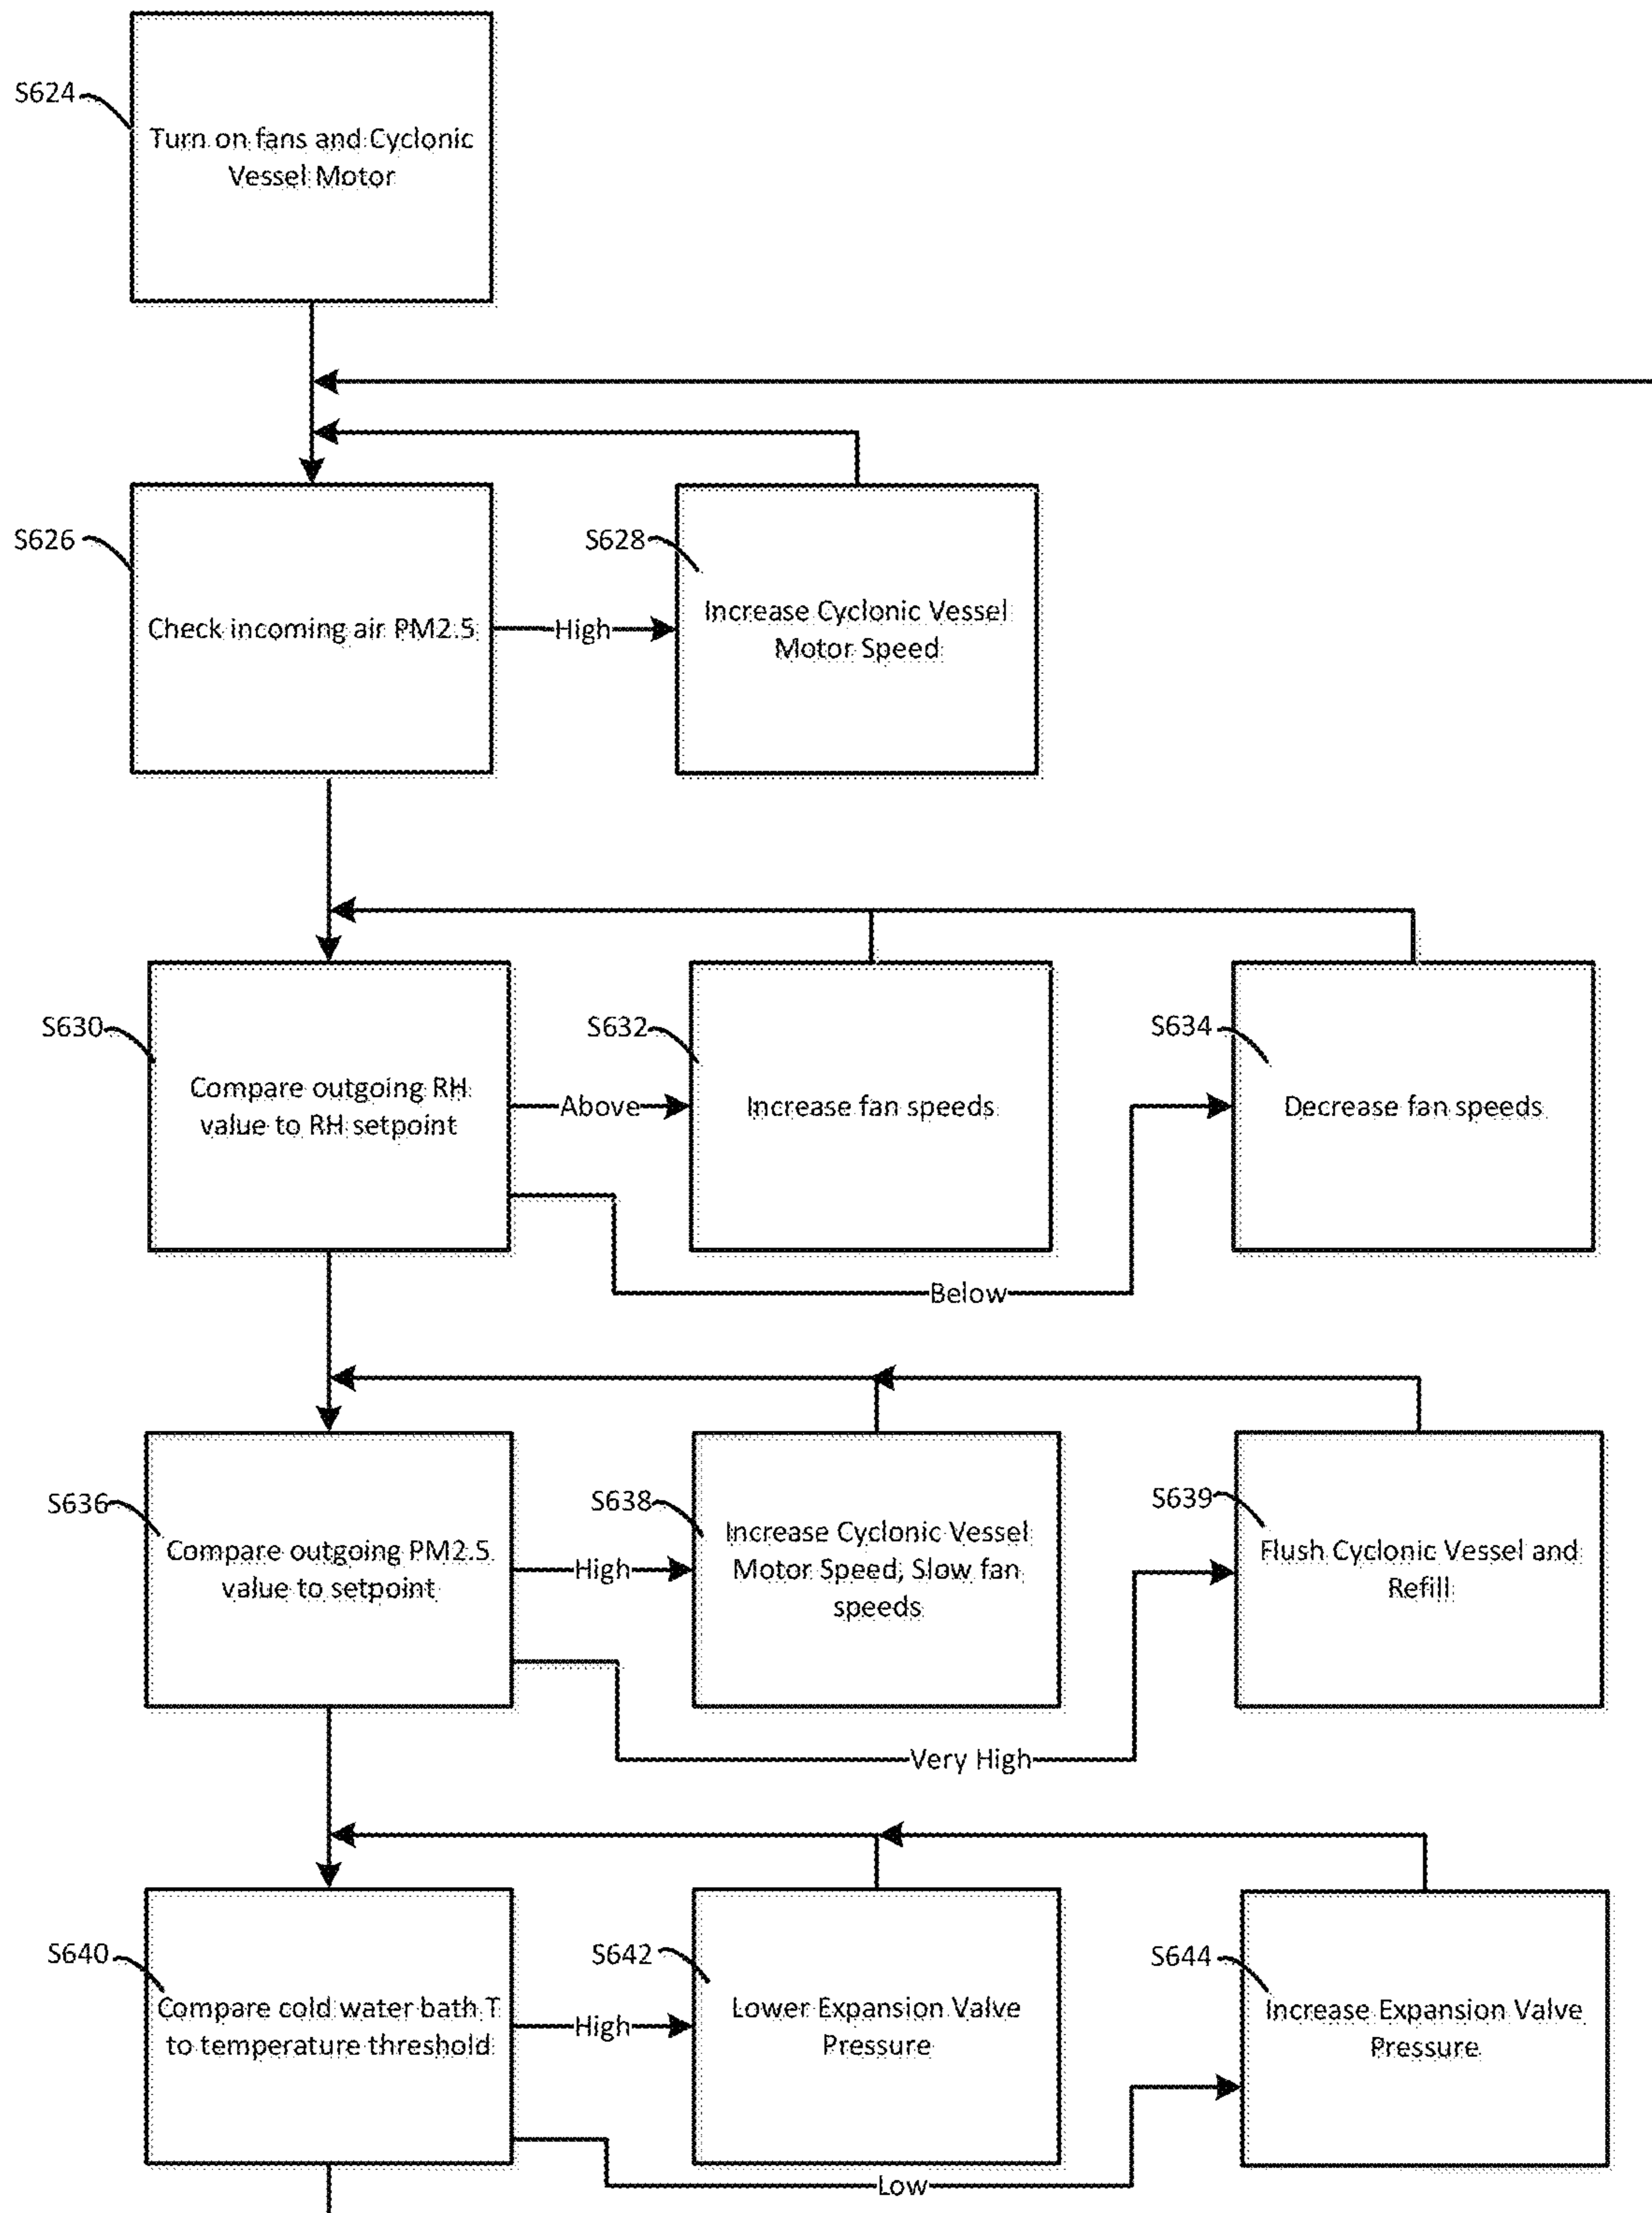 S624
Turn on fans and Cyclonic
Vessel Motor
S626
Check incoming air PM2.5
High
S628
Increase Cyclonic Vessel
Motor Speed
S630
Compare outgoing RH
value to RH setpoint
Above
S632
Increase fan speeds
S634
Decrease fan speeds
Below
S636
Compare outgoing PM2.5
value to setpoint
High
S638
Increase Cyclonic Vessel
Motor Speed, Slow fan
speeds
S639
Flush Cyclonic Vessel and
Refill
Very High
S640
Compare cold water bath T
to temperature threshold
High
S642
Lower Expansion Valve
Pressure
S644
Increase Expansion Valve
Pressure
Low